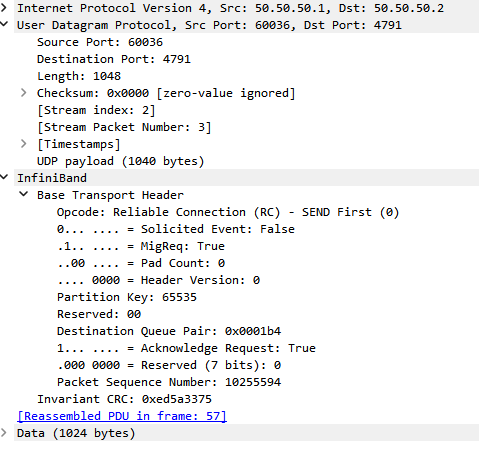 Internet Protocol Version 4, Src: 50.50.50.1, Dst: 50.50.50.2
User Datagram Protocol, Src Port: 60036, Dst Port: 4791
Source Port: 60036
Destination Port: 4791
Length: 1048
Checksum: 0x0000 [zero-value ignored]
[Stream index: 2]
[Stream Packet Number: 3]
[Timestamps]
UDP payload (1040 bytes)
InfiniBand
Base Transport Header
Opcode: Reliable Connection (RC) - SEND First (0)
0... .... = Solicited Event: False
.1.. .... = MigReq: True
..00 .... = Pad Count: 0
.... 0000 = Header Version: 0
Partition Key: 65535
Reserved: 00
Destination Queue Pair: 0x0001b4
1... .... = Acknowledge Request: True
.000 0000 = Reserved (7 bits): 0
Packet Sequence Number: 10255594
Invariant CRC: 0xed5a3375
[Reassembled PDU in frame: 57]
Data (1024 bytes)